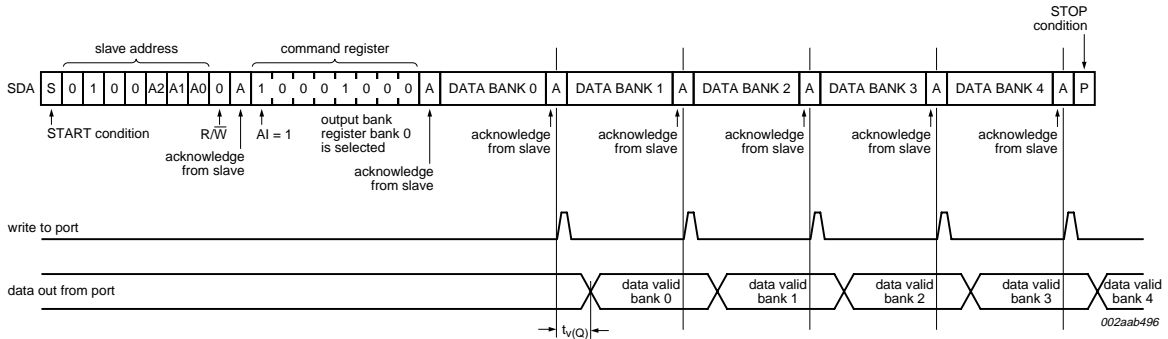 STOP
condition
slave address
command register
SDA S 0 1 0 0 A2 A1 A0 0 A 1 0 0 0 1 0 0 0 A DATA BANK 0 A DATA BANK 1 A DATA BANK 2 A DATA BANK 3 A DATA BANK 4 A P
START condition
R/W
acknowledge
from slave
AI = 1
output bank
register bank 0
is selected
acknowledge
from slave
acknowledge
from slave
acknowledge
from slave
acknowledge
from slave
acknowledge
from slave
acknowledge
from slave
write to port
data out from port
data valid
bank 0
data valid
bank 1
data valid
bank 2
data valid
bank 3
data valid
bank 4
tv(Q)
002aab496